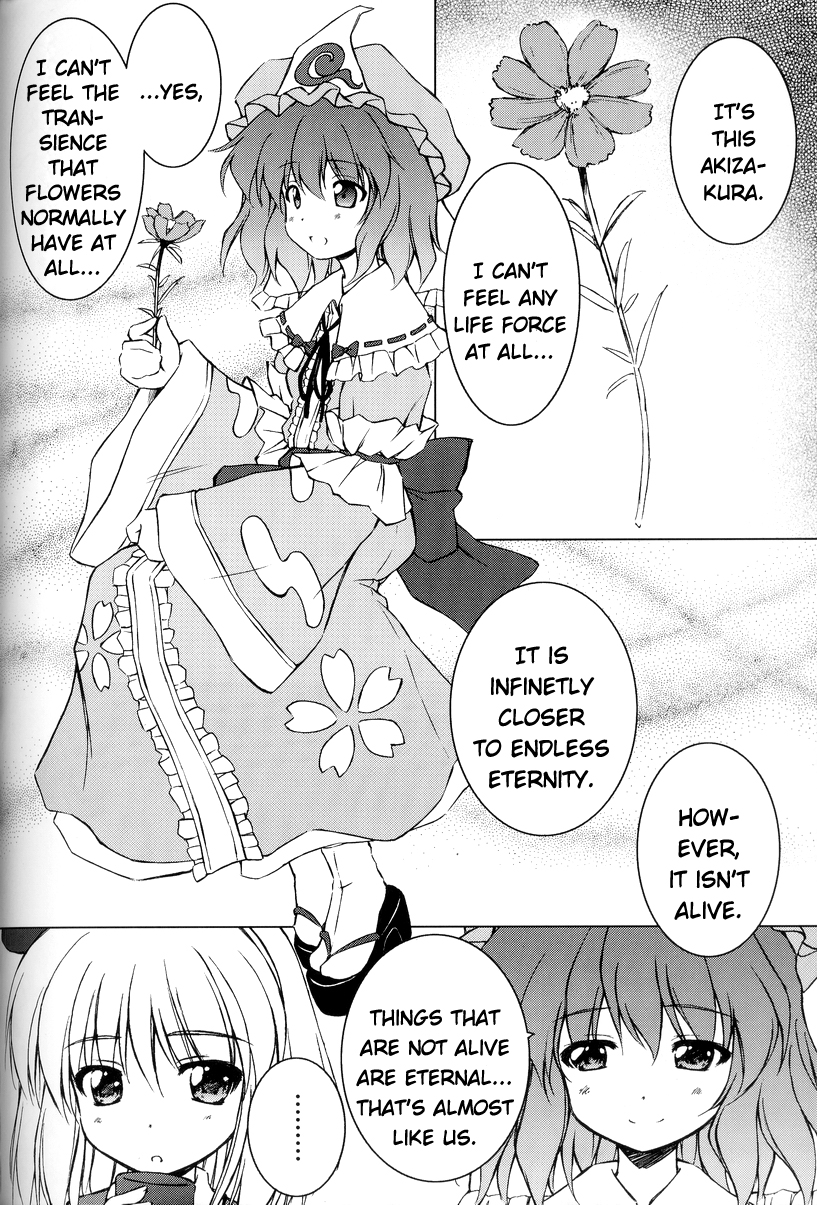 IT'S
THIS
AKIZA-
KURA.
I CAN'T
FEEL ANY
LIFE FORCE
AT ALL...
...YES,
I CAN'T
FEEL THE
TRAN-
SIENCE
THAT
FLOWERS
NORMALLY
HAVE AT
ALL...
IT IS
INFINETLY
CLOSER
TO ENDLESS
ETERNITY.
HOW-
EVER,
IT ISN'T
ALIVE.
THINGS THAT
ARE NOT ALIVE
ARE ETERNAL...
THAT'S ALMOST
LIKE US.
........